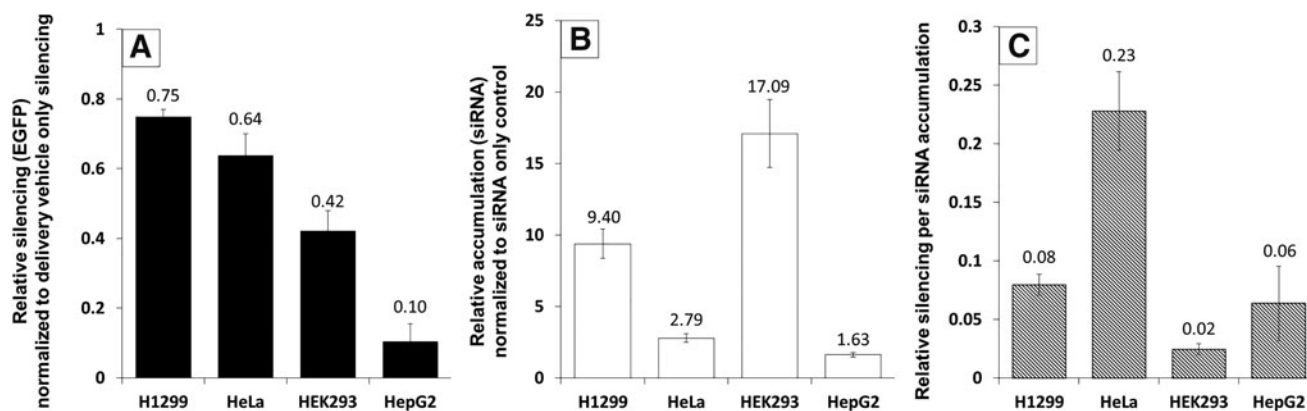 A
Relative silencing (EGFP)
normalized to delivery vehicle only silencing
1
0.8
0.6
0.4
0.2
0
0.75
0.64
0.42
0.10
H1299 HeLa HEK293 HepG2
B
Relative accumulation (siRNA)
normalized to siRNA only control
25
20
15
10
5
0
9.40
2.79
17.09
1.63
H1299 HeLa HEK293 HepG2
C
Relative silencing per siRNA accumulation
0.3
0.25
0.2
0.15
0.1
0.05
0
0.08
0.23
0.02
0.06
H1299 HeLa HEK293 HepG2